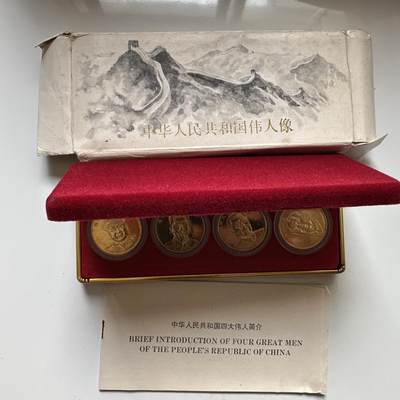 中华人民共和国伟人像
中华人民共和国四大伟人简介
BRIEF INTRODUCTION OF FOUR GREAT MEN
OF THE PEOPLE'S REPUBLIC OF CHINA